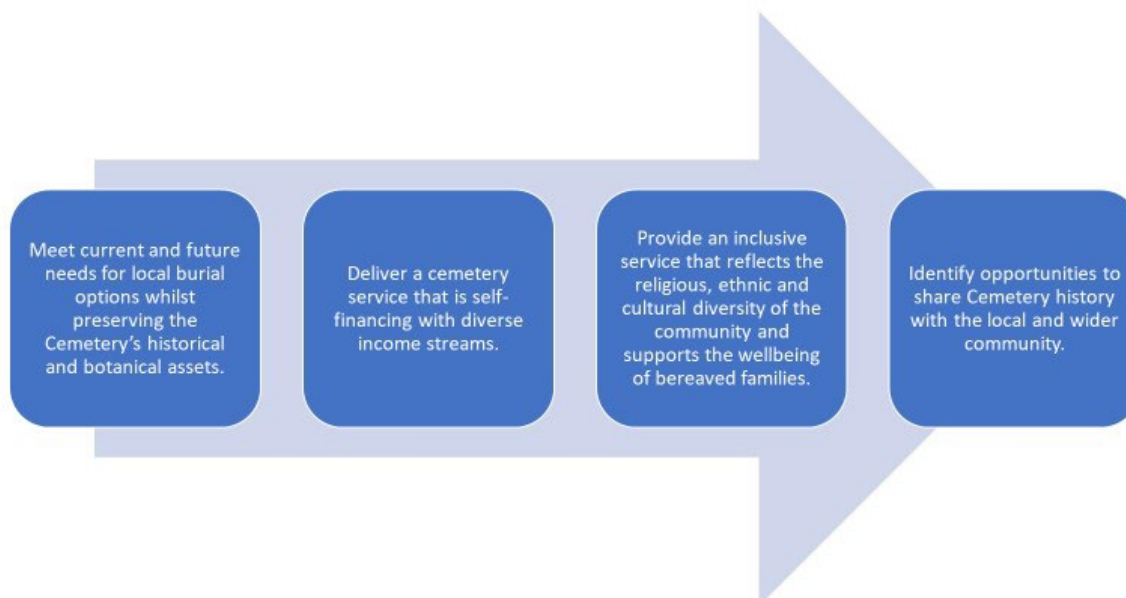 Meet current and future
needs for local burial
options whilst
preserving the
Cemetery’s historical
and botanical assets.
Deliver a cemetery
service that is self-
financing with diverse
income streams.
Provide an inclusive
service that reflects the
religious, ethnic and
cultural diversity of the
community and
supports the wellbeing
of bereaved families.
Identify opportunities to
share Cemetery history
with the local and wider
community.